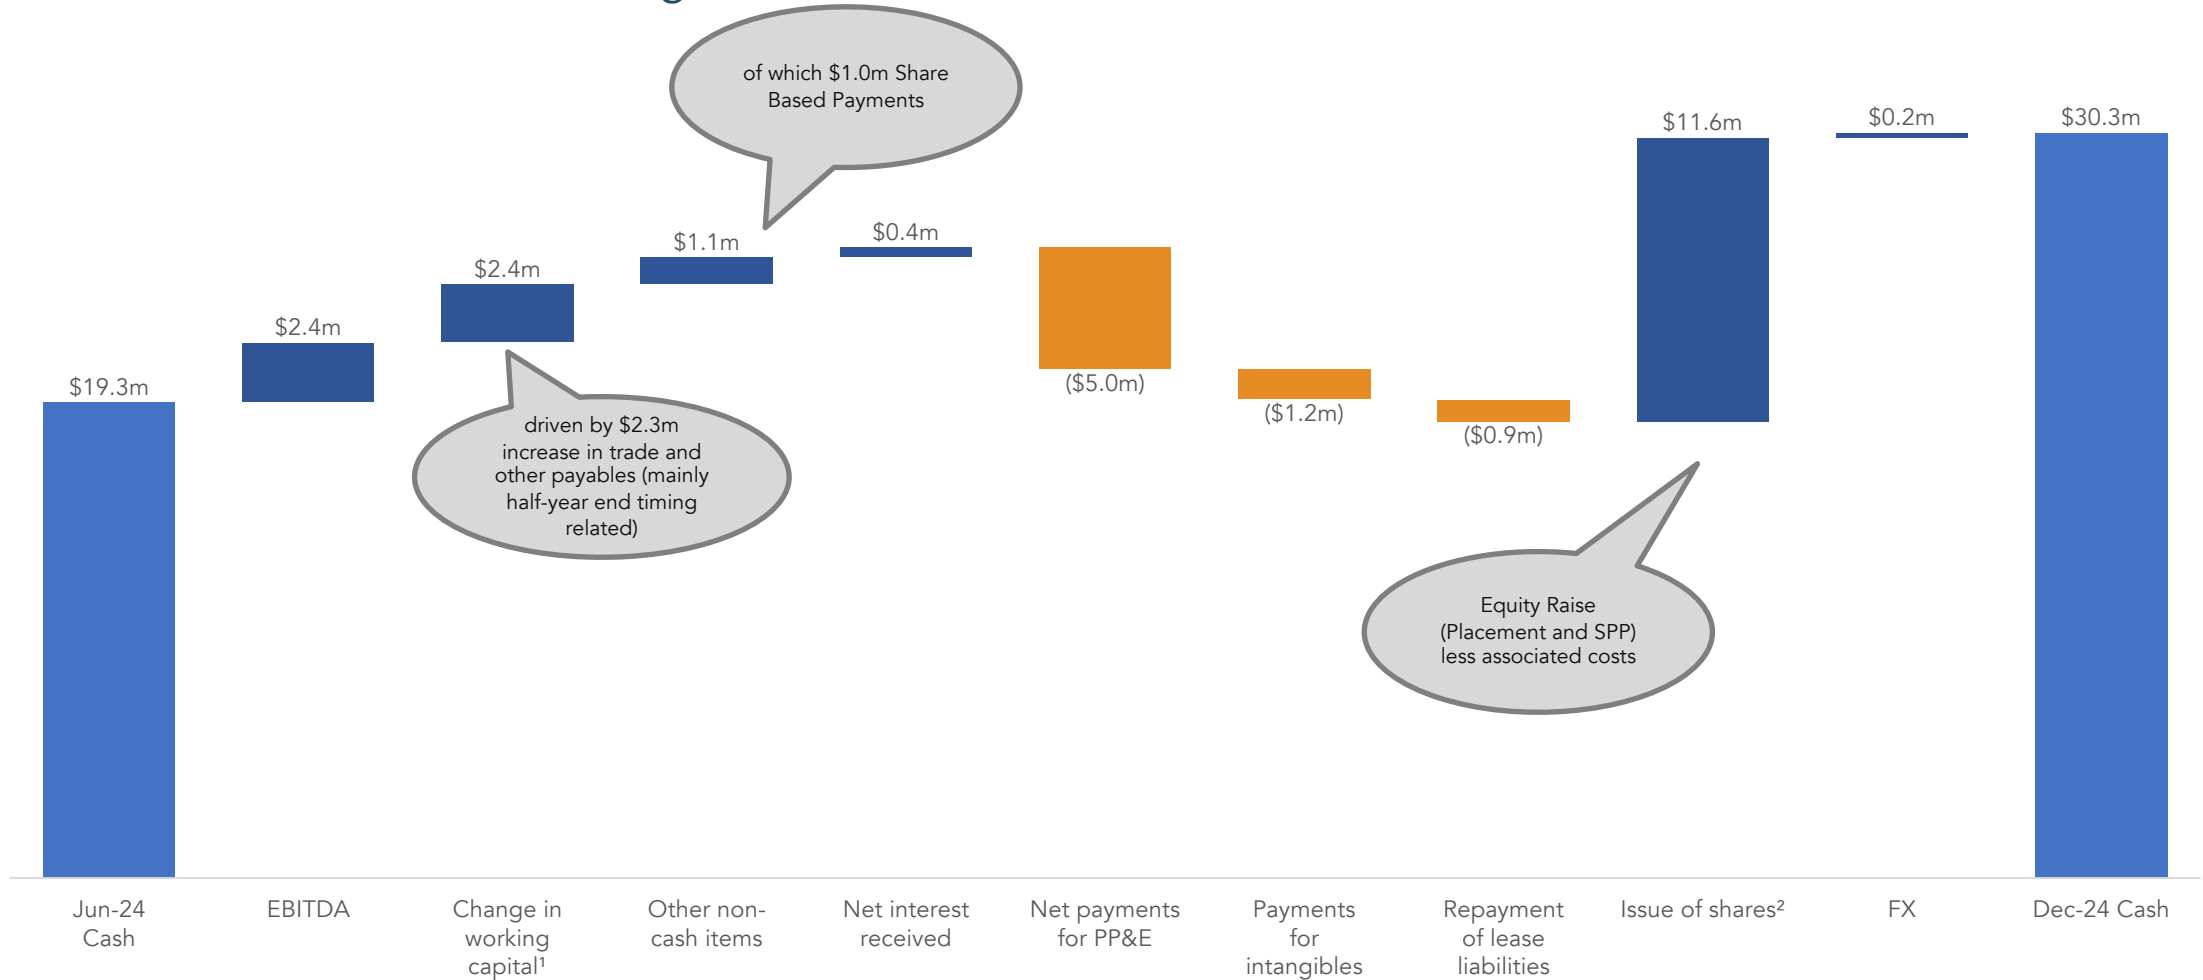 of which $1.0m Share
Based Payments
$11.6m
$0.2m
$30.3m
$1.1m
$0.4m
$2.4m
$2.4m
$19.3m
($5.0m)
($1.2m)
($0.9m)
driven by $2.3m
increase in trade and
other payables (mainly
half-year end timing
related)
Equity Raise
(Placement and SPP)
less associated costs
Jun-24
Cash
EBITDA
Change in
working
capital¹
Other non-
cash items
Net interest
received
Net payments
for PP&E
Payments
for
intangibles
Repayment
of lease
liabilities
Issue of shares²
FX
Dec-24 Cash